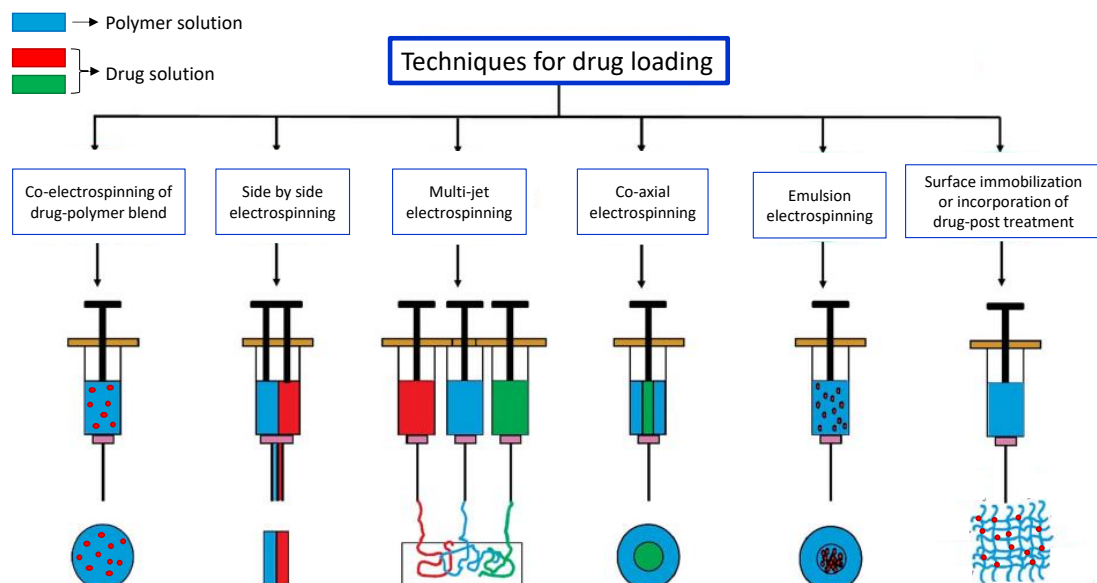 Polymer solution
Drug solution
Techniques for drug loading
Co-electrospinning of
drug-polymer blend
Side by side
electrospinning
Multi-jet
electrospinning
Co-axial
electrospinning
Emulsion
electrospinning
Surface immobilization
or incorporation of
drug-post treatment